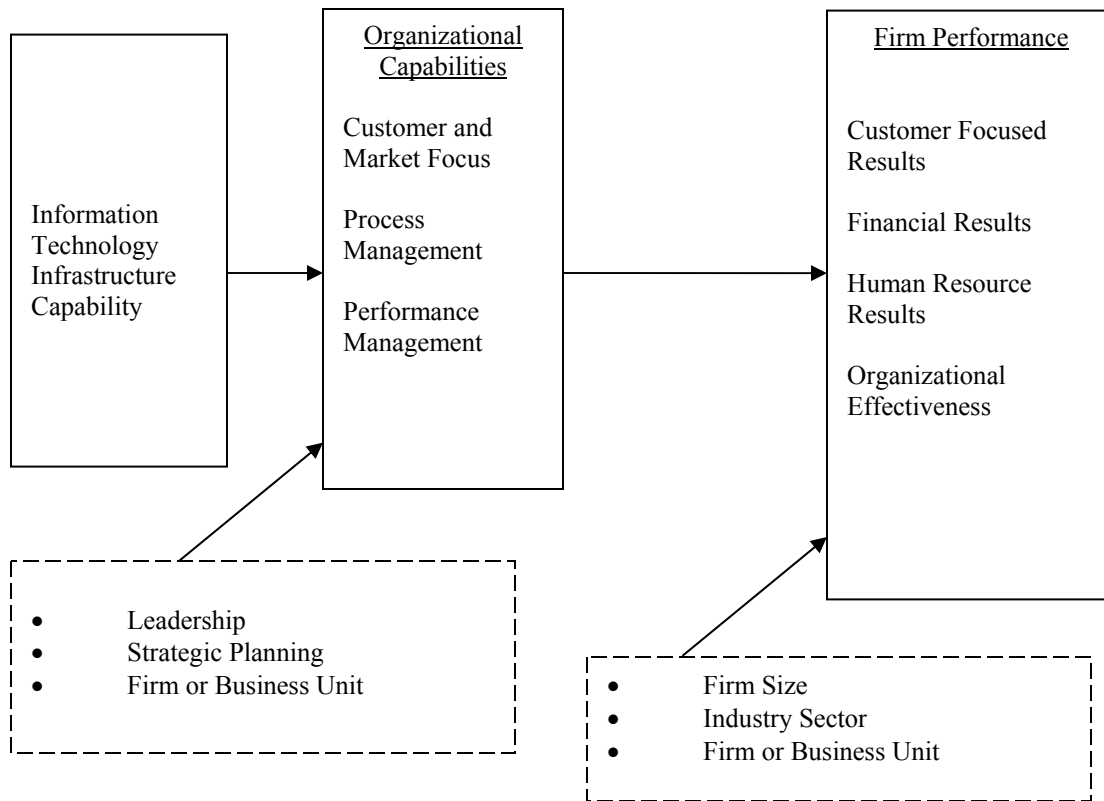 Information
Technology
Infrastructure
Capability
Organizational
Capabilities
Customer and
Market Focus
Process
Management
Performance
Management
Firm Performance
Customer Focused
Results
Financial Results
Human Resource
Results
Organizational
Effectiveness
• Leadership
• Strategic Planning
• Firm or Business Unit
• Firm Size
• Industry Sector
• Firm or Business Unit